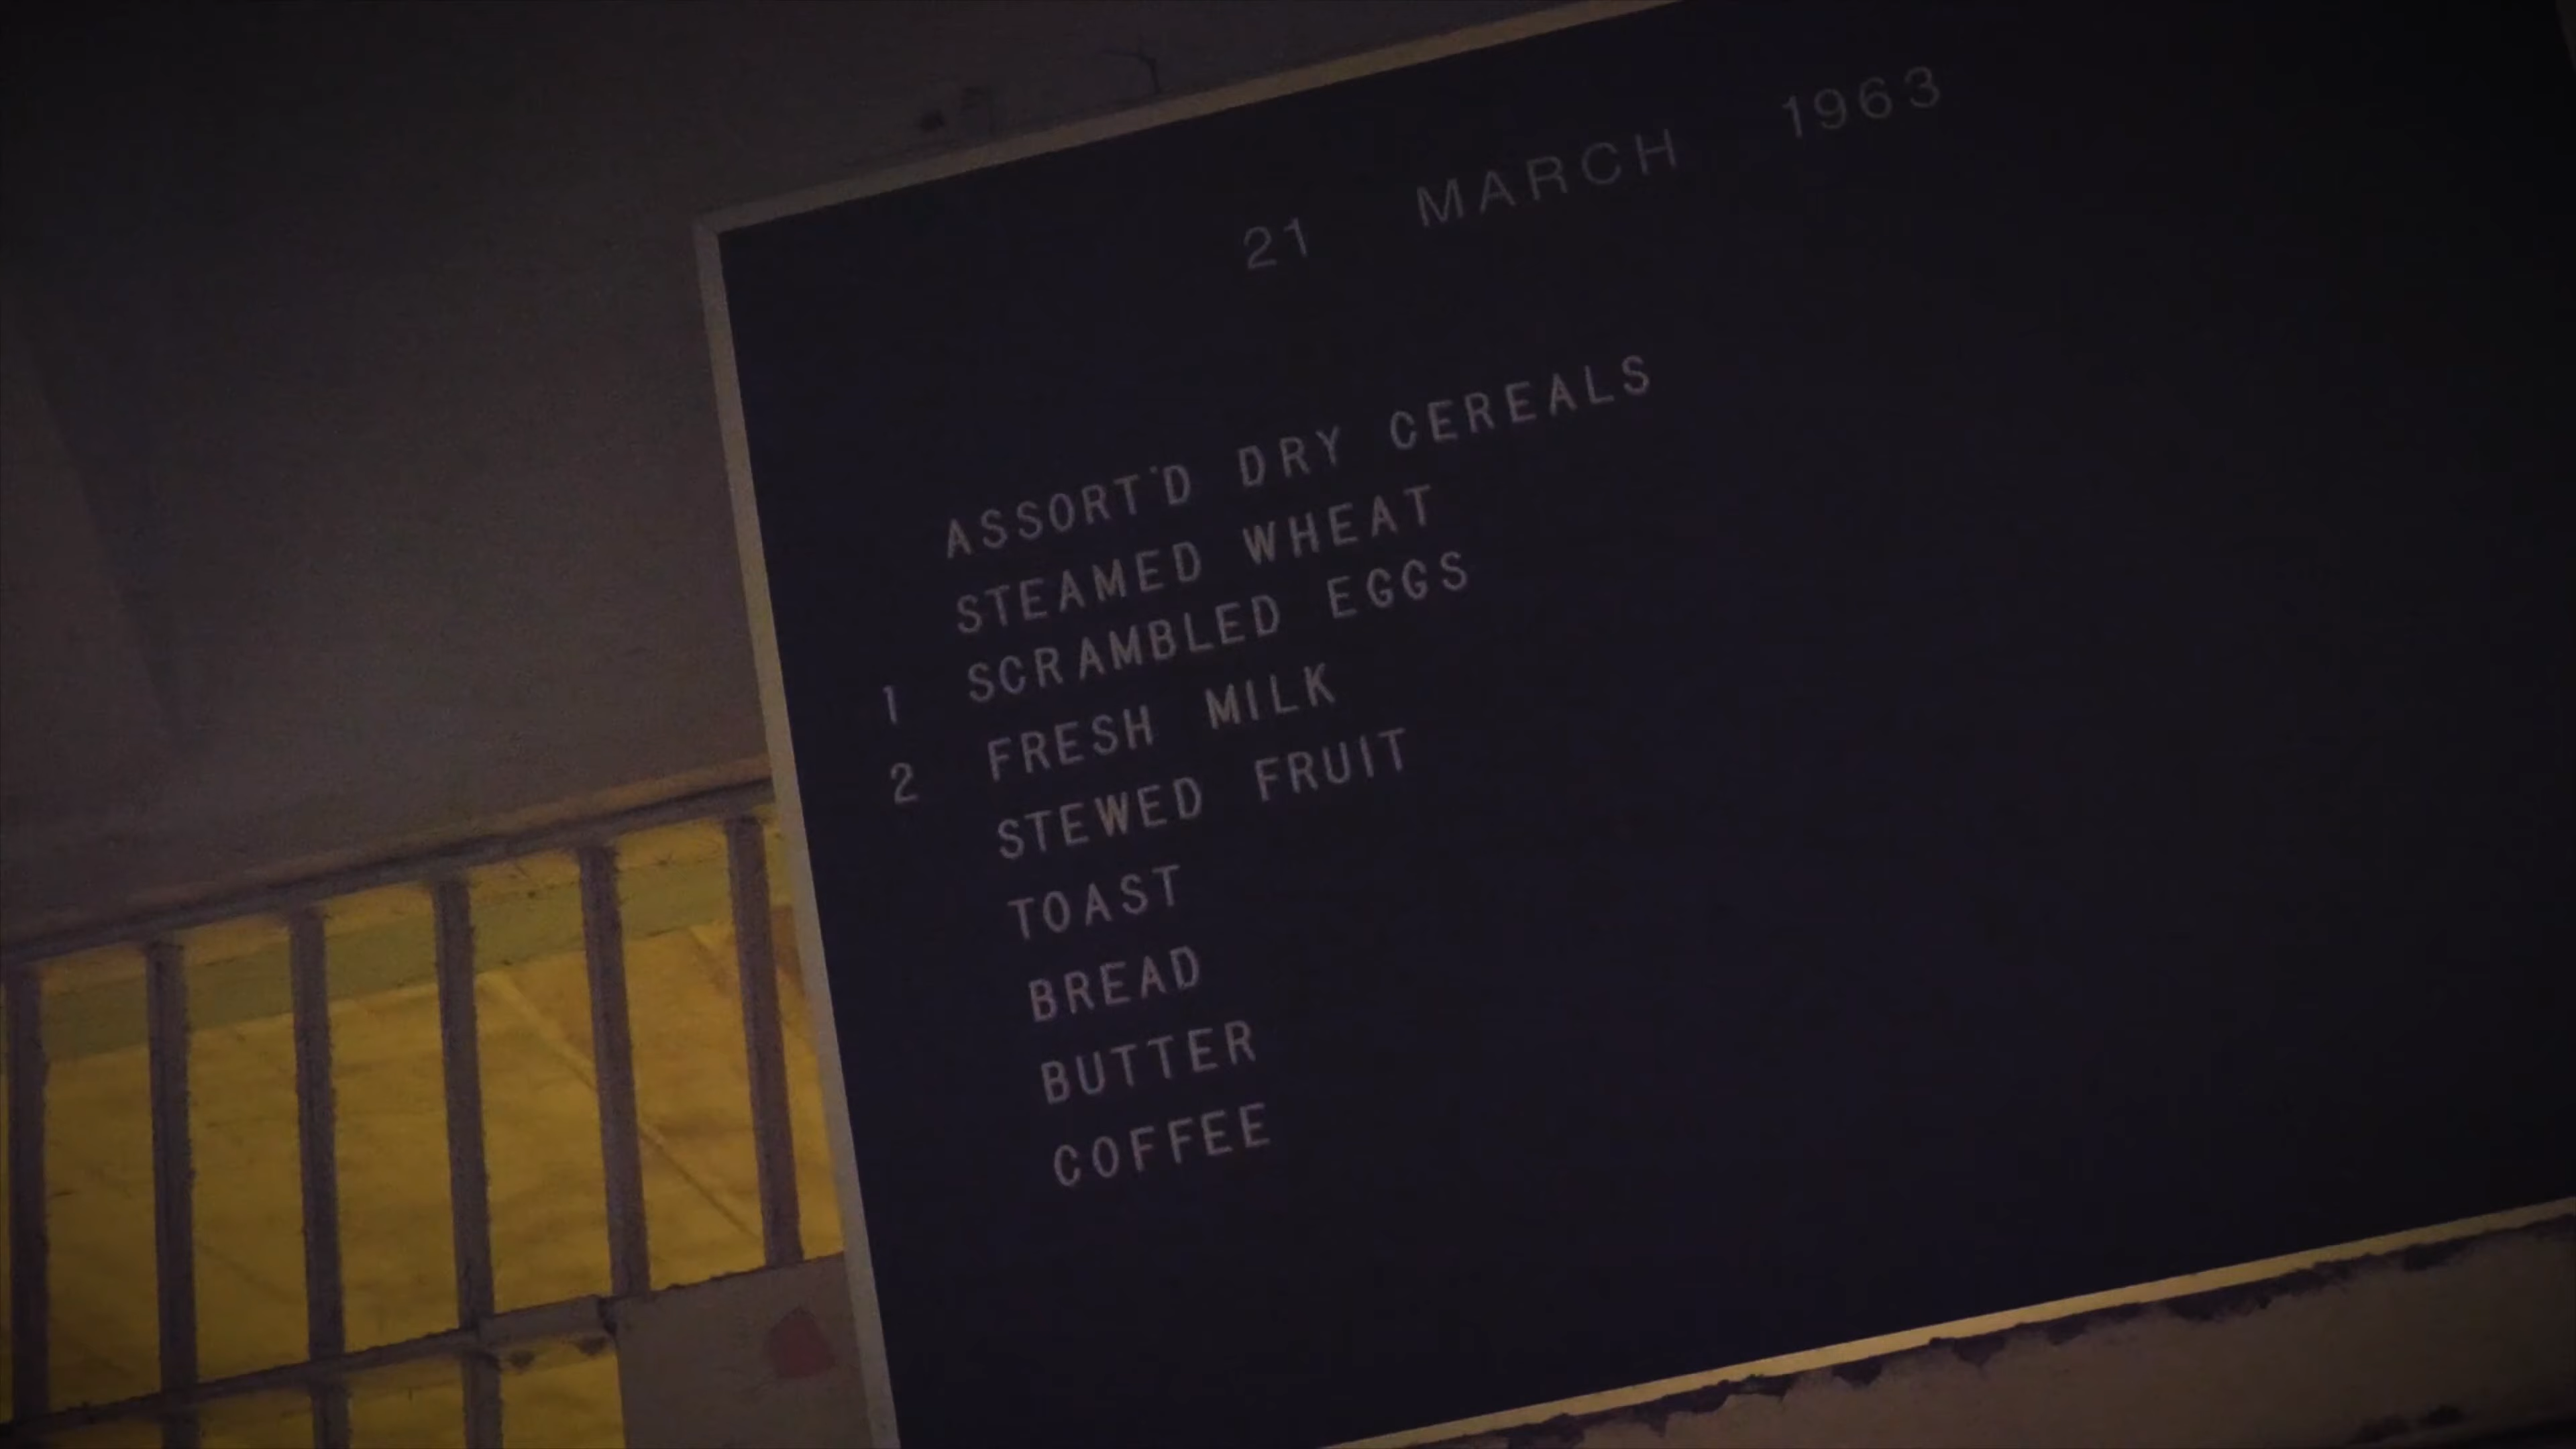 21 MARCH 1963
ASSORT'D DRY CEREALS
STEAMED WHEAT
1 SCRAMBLED EGGS
2 FRESH MILK
STEWED FRUIT
TOAST
BREAD
BUTTER
COFFEE